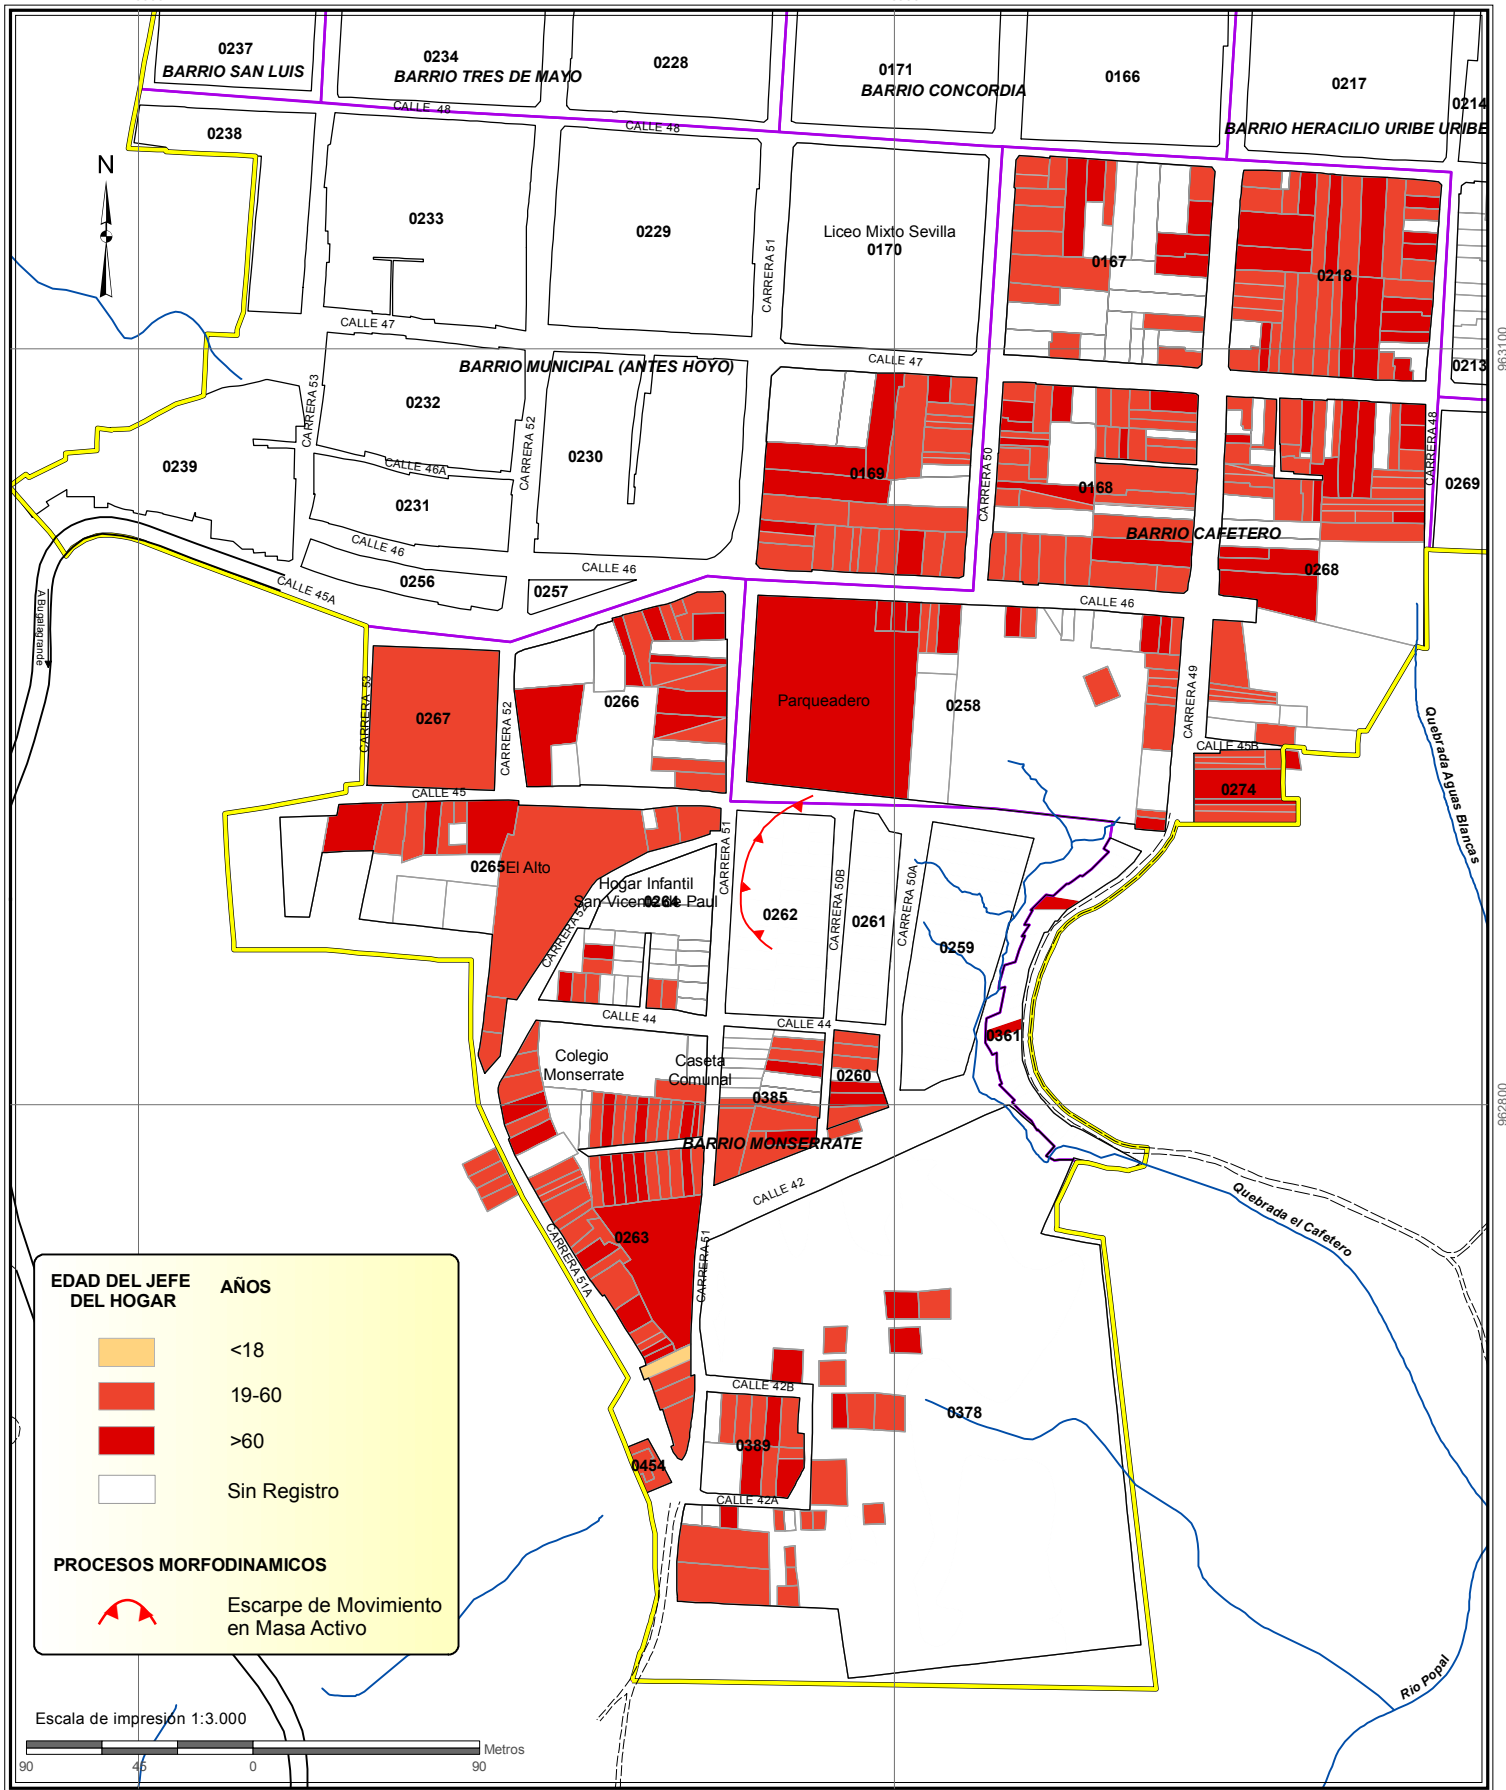 0237
BARRIO SAN LUIS
0234
BARRIO TRES DE MAYO
0228
0171
BARRIO CONCORDIA
0166
0217
0214
BARRIO HERACILIO URIBE URIBE
CALLE 48
CALLE 48
0238
N
0233
0229
CARRERA 51
Liceo Mixto Sevilla
0170
0167
0218
CALLE 47
CALLE 47
963100
BARRIO MUNICIPAL (ANTES HOYO)
0213
CARRERA 53
0232
CARRERA 52
0230
0239
CALLE 46A
0231
0169
CARRERA 50
0168
CARRERA 48
0269
CALLE 46
BARRIO CAFETERO
0256
CALLE 46
0257
0268
CALLE 45A
CALLE 46
A Bugalagrande
CARRERA 53
0267
CARRERA 52
0266
Parqueadero
0258
CARRERA 49
CALLE 45B
Quebrada Aguas Blancas
0274
CALLE 45
0265
El Alto
CARRERA 51
Hogar Infantil
San Vicente de Paul
0264
0262
CARRERA 50B
0261
CARRERA 50A
0259
CARRERA 52
CALLE 44
CALLE 44
0361
Colegio
Monserrate
Caseta
Comunal
0260
0385
962800
BARRIO MONSERRATE
CALLE 42
Quebrada el Cafetero
0263
CARRERA 51A
CARRERA 51
EDAD DEL JEFE
DEL HOGAR
AÑOS
<18
19-60
>60
Sin Registro
PROCESOS MORFODINAMICOS
Escarpe de Movimiento
en Masa Activo
CALLE 42B
0378
0389
0454
CALLE 42A
Rio Popal
Escala de impresión 1:3.000
Metros
90 45 0 90